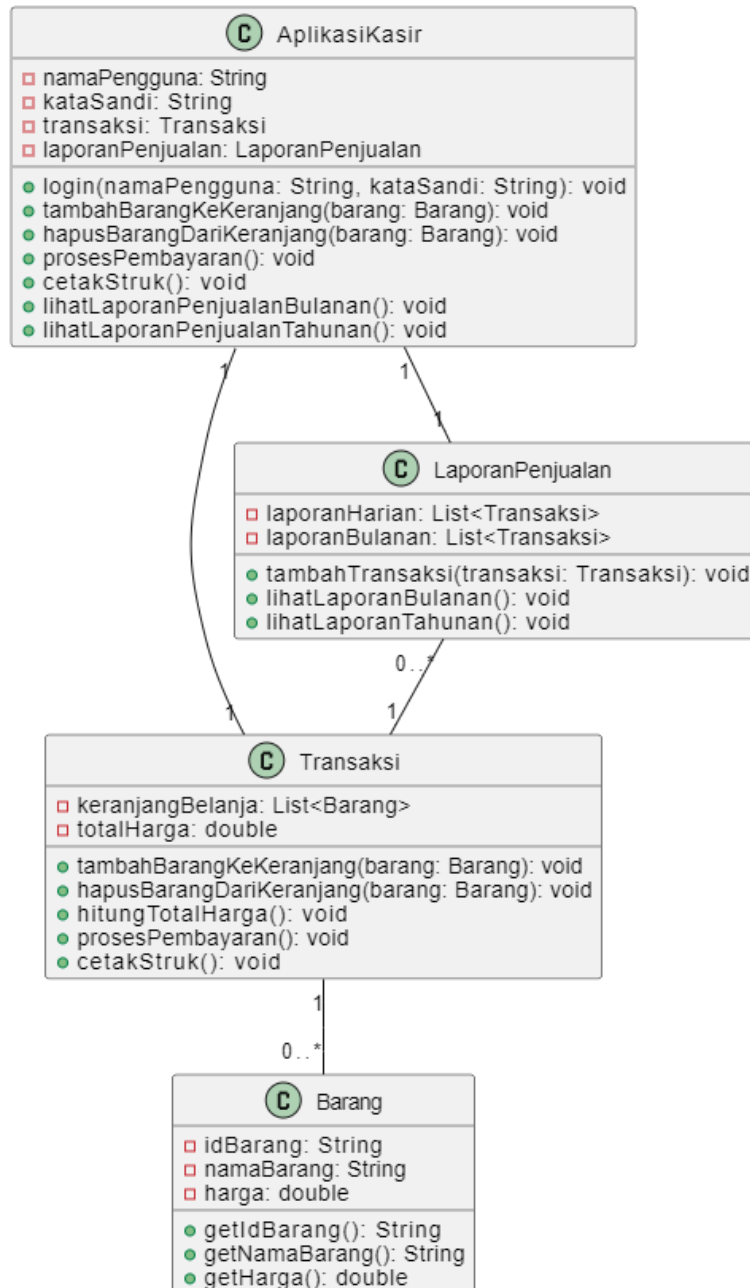 C AplikasiKasir
namaPengguna: String
kataSandi: String
transaksi: Transaksi
laporanPenjualan: LaporanPenjualan
login(namaPengguna: String, kataSandi: String): void
tambahBarangKeKeranjang(barang: Barang): void
hapusBarangDariKeranjang(barang: Barang): void
prosesPembayaran(): void
cetakStruk(): void
lihatLaporanPenjualanBulanan(): void
lihatLaporanPenjualanTahunan(): void
1 1
1
C LaporanPenjualan
laporanHarian: List<Transaksi>
laporanBulanan: List<Transaksi>
tambahTransaksi(transaksi: Transaksi): void
lihatLaporanBulanan(): void
lihatLaporanTahunan(): void
0..*
1 1
C Transaksi
keranjangBelanja: List<Barang>
totalHarga: double
tambahBarangKeKeranjang(barang: Barang): void
hapusBarangDariKeranjang(barang: Barang): void
hitungTotalHarga(): void
prosesPembayaran(): void
cetakStruk(): void
1
0..*
C Barang
idBarang: String
namaBarang: String
harga: double
getIdBarang(): String
getNamaBarang(): String
getHarga(): double